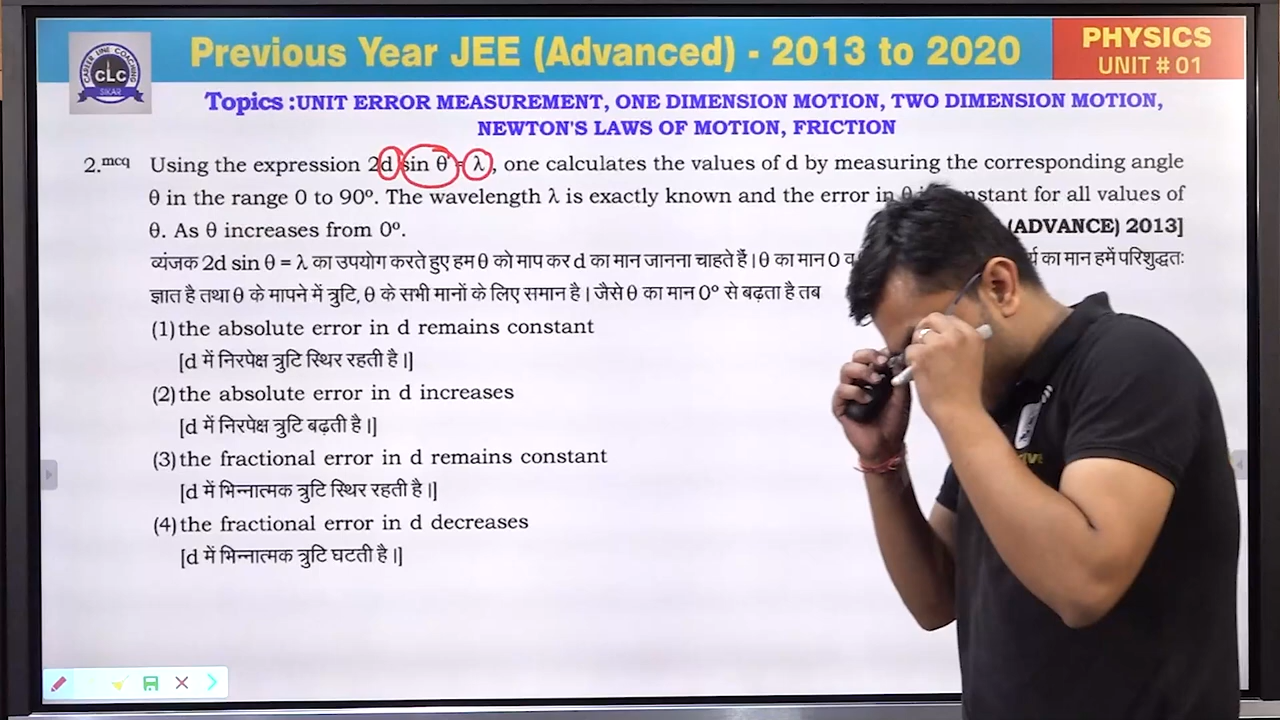 Previous Year JEE (Advanced) - 2013 to 2020
PHYSICS
UNIT # 01
CAREER LINE COACHING
CLC
SIKAR
Topics :UNIT ERROR MEASUREMENT, ONE DIMENSION MOTION, TWO DIMENSION MOTION,
NEWTON'S LAWS OF MOTION, FRICTION
2.mcq Using the expression 2d sin θ = λ, one calculates the values of d by measuring the corresponding angle
θ in the range 0 to 90º. The wavelength λ is exactly known and the error in θ constant for all values of
θ. As θ increases from 0º. (ADVANCE) 2013]
व्यंजक 2d sin θ = λ का उपयोग करते हुए हम θ को माप कर d का मान जानना चाहते हैं। θ का मान 0 का मान हमें परिशुद्धतः
ज्ञात है तथा θ के मापने में त्रुटि, θ के सभी मानों के लिए समान है। जैसे θ का मान 0º से बढ़ता है तब
(1) the absolute error in d remains constant
[d में निरपेक्ष त्रुटि स्थिर रहती है।]
(2) the absolute error in d increases
[d में निरपेक्ष त्रुटि बढ़ती है।]
(3) the fractional error in d remains constant
[d में भिन्नात्मक त्रुटि स्थिर रहती है।]
(4) the fractional error in d decreases
[d में भिन्नात्मक त्रुटि घटती है।]